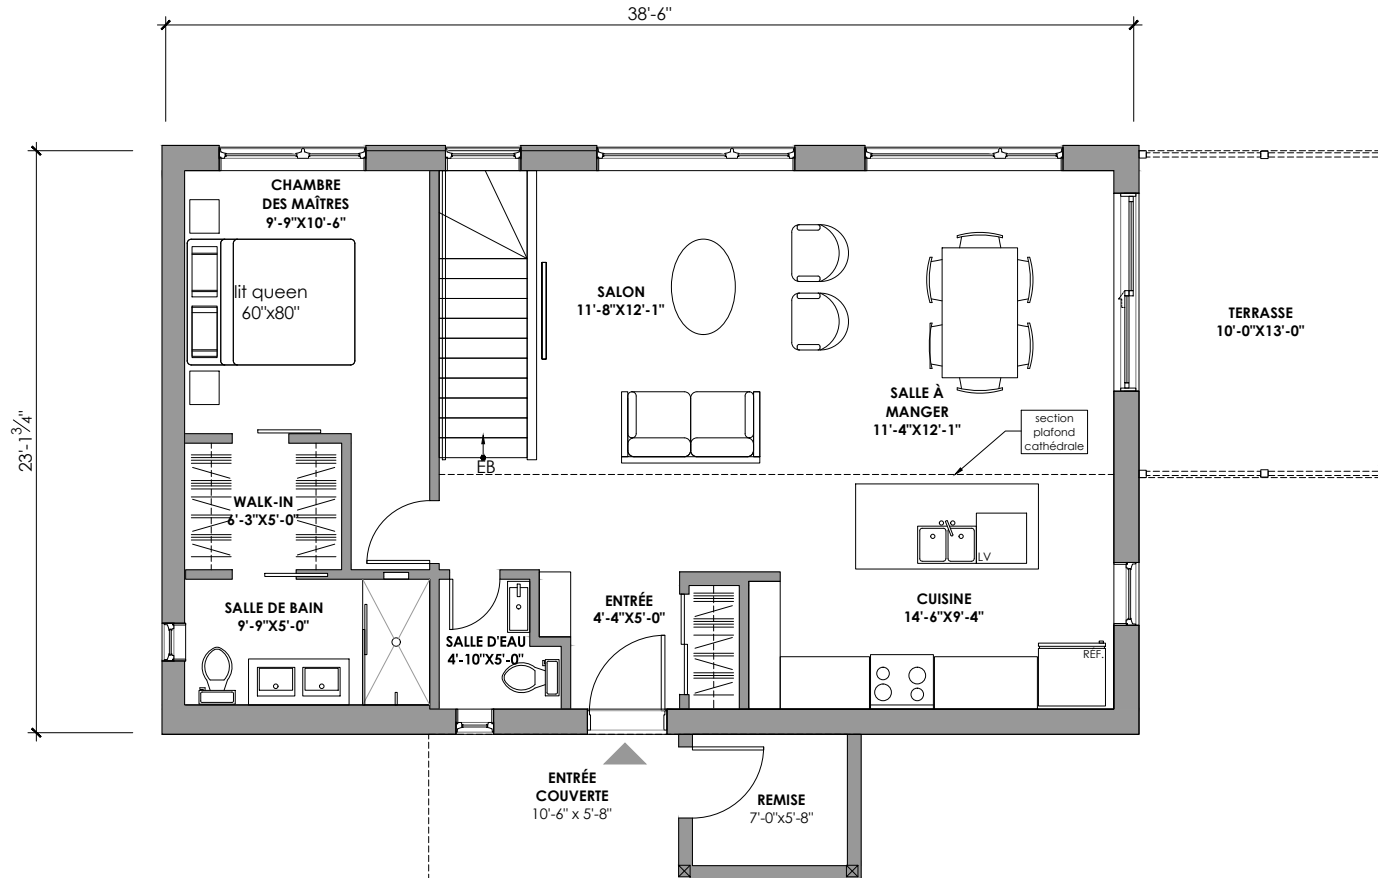 38'-6"
23'-1¾"
CHAMBRE
DES MAÎTRES
9'-9"X10'-6"
lit queen
60"x80"
SALON
11'-8"X12'-1"
SALLE À
MANGER
11'-4"X12'-1"
section
plafond
cathédrale
TERRASSE
10'-0"X13'-0"
EB
WALK-IN
6'-3"X5'-0"
LV
SALLE DE BAIN
9'-9"X5'-0"
SALLE D'EAU
4'-10"X5'-0"
ENTRÉE
4'-4"X5'-0"
CUISINE
14'-6"X9'-4"
RÉF.
ENTRÉE
COUVERTE
10'-6" x 5'-8"
REMISE
7'-0"x5'-8"